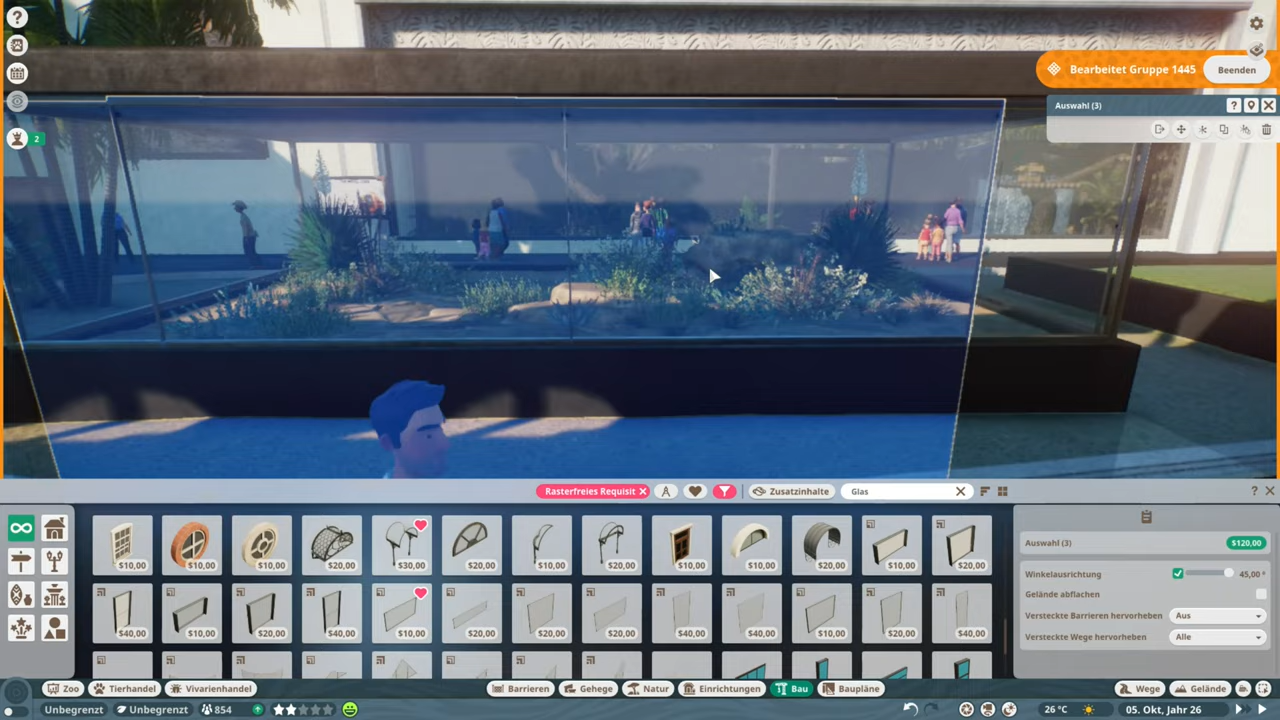 Bearbeitet Gruppe 1445
Beenden
Auswahl (3)
2
Rasterfreies Requisit
Zusatzinhalte
Glas
$10,00 $10,00 $10,00 $20,00 $30,00 $20,00 $10,00 $20,00 $10,00 $10,00 $20,00 $10,00 $20,00
$40,00 $10,00 $20,00 $40,00 $10,00 $20,00 $20,00 $20,00 $40,00 $40,00 $10,00 $20,00 $40,00
Auswahl (3) $120,00
Winkelausrichtung 45,00 °
Gelände abflachen
Versteckte Barrieren hervorheben Aus
Versteckte Wege hervorheben Alle
Zoo Tierhandel Vivarienhandel Barrieren Gehege Natur Einrichtungen Bau Baupläne Wege Gelände
Unbegrenzt Unbegrenzt 854 26 °C 05. Okt, Jahr 26